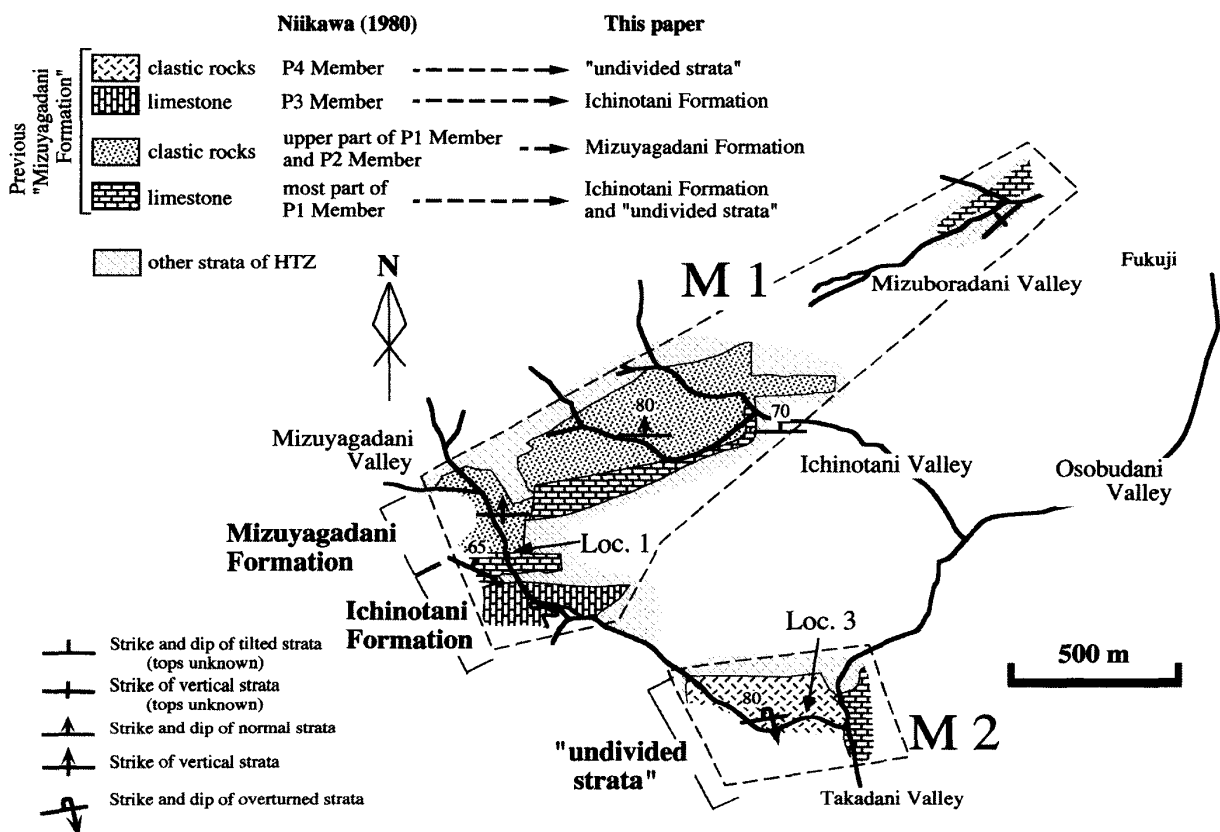 Niikawa (1980) This paper
Previous
"Mizuyagadani
Formation"
clastic rocks P4 Member "undivided strata"
limestone P3 Member Ichinotani Formation
clastic rocks upper part of P1 Member
and P2 Member Mizuyagadani Formation
limestone most part of
P1 Member Ichinotani Formation
and "undivided strata"
other strata of HTZ
N
M 1
Fukuji
Mizuboradani Valley
80
70
Mizuyagadani
Valley
Ichinotani Valley
Osobudani
Valley
Mizuyagadani
Formation
65
Loc. 1
Ichinotani
Formation
Loc. 3
500 m
80
M 2
"undivided
strata"
Takadani Valley
Strike and dip of tilted strata
(tops unknown)
Strike of vertical strata
(tops unknown)
Strike and dip of normal strata
Strike of vertical strata
Strike and dip of overturned strata